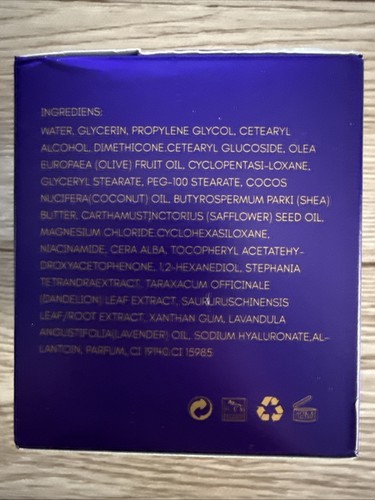 INGREDIENS:
WATER, GLYCERIN, PROPYLENE GLYCOL, CETEARYL
ALCOHOL, DIMETHICONE.CETEARYL GLUCOSIDE, OLEA
EUROPAEA (OLIVE) FRUIT OIL, CYCLOPENTASI-LOXANE,
GLYCERYL STEARATE, PEG-100 STEARATE, COCOS
NUCIFERA(COCONUT) OIL, BUTYROSPERMUM PARKI (SHEA)
BUTTER, CARTHAMUSTJNCTORIUS (SAFFLOWER) SEED OIL,
MAGNESIUM CHLORIDE.CYCLOHEXASILOXANE,
NIACINAMIDE, CERA ALBA, TOCOPHERYL ACETATEHY-
DROXYACETOPHENONE, 1,2-HEXANEDIOL, STEPHANIA
TETRANDRAEXTRACT, TARAXACUM OFFICINALE
(DANDELION) LEAF EXTRACT, SAURURUSCHINENSIS
LEAF/ROOT EXTRACT, XANTHAN GUM, LAVANDULA
ANGUSTIFOLIA(LAVENDER) OIL, SODIUM HYALURONATE,AL-
LANTOIN, PARFUM, CI 19140:CI 15985